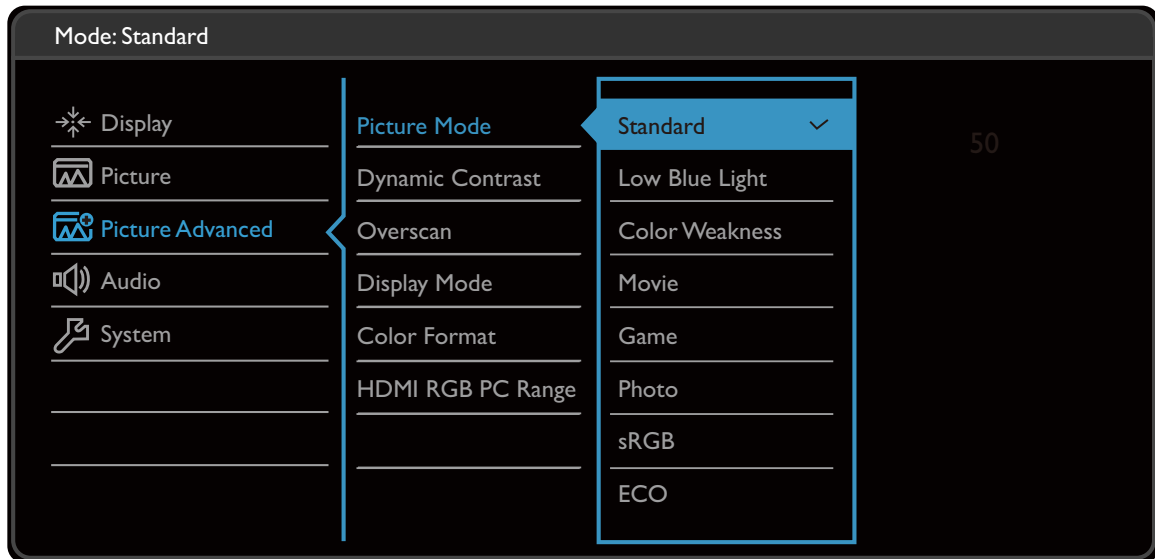 Mode: Standard
Display
Picture
Picture Advanced
Audio
System
Picture Mode
Dynamic Contrast
Overscan
Display Mode
Color Format
HDMI RGB PC Range
Standard
Low Blue Light
Color Weakness
Movie
Game
Photo
sRGB
ECO
50